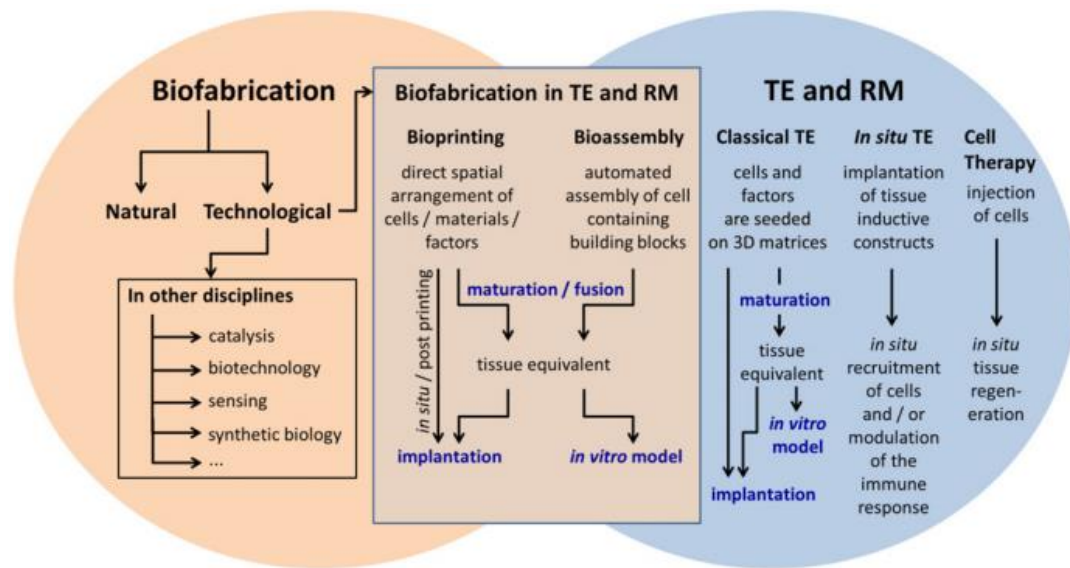 Biofabrication
Natural
Technological
In other disciplines
catalysis
biotechnology
sensing
synthetic biology
...
Biofabrication in TE and RM
Bioprinting
direct spatial
arrangement of
cells / materials /
factors
Bioassembly
automated
assembly of cell
containing
building blocks
maturation / fusion
in situ / post printing
tissue equivalent
implantation
in vitro model
TE and RM
Classical TE
cells and
factors
are seeded
on 3D matrices
maturation
tissue
equivalent
in vitro
model
implantation
In situ TE
implantation
of tissue
inductive
constructs
in situ
recruitment
of cells
and / or
modulation
of the
immune
response
Cell
Therapy
injection
of cells
in situ
tissue
regen-
eration